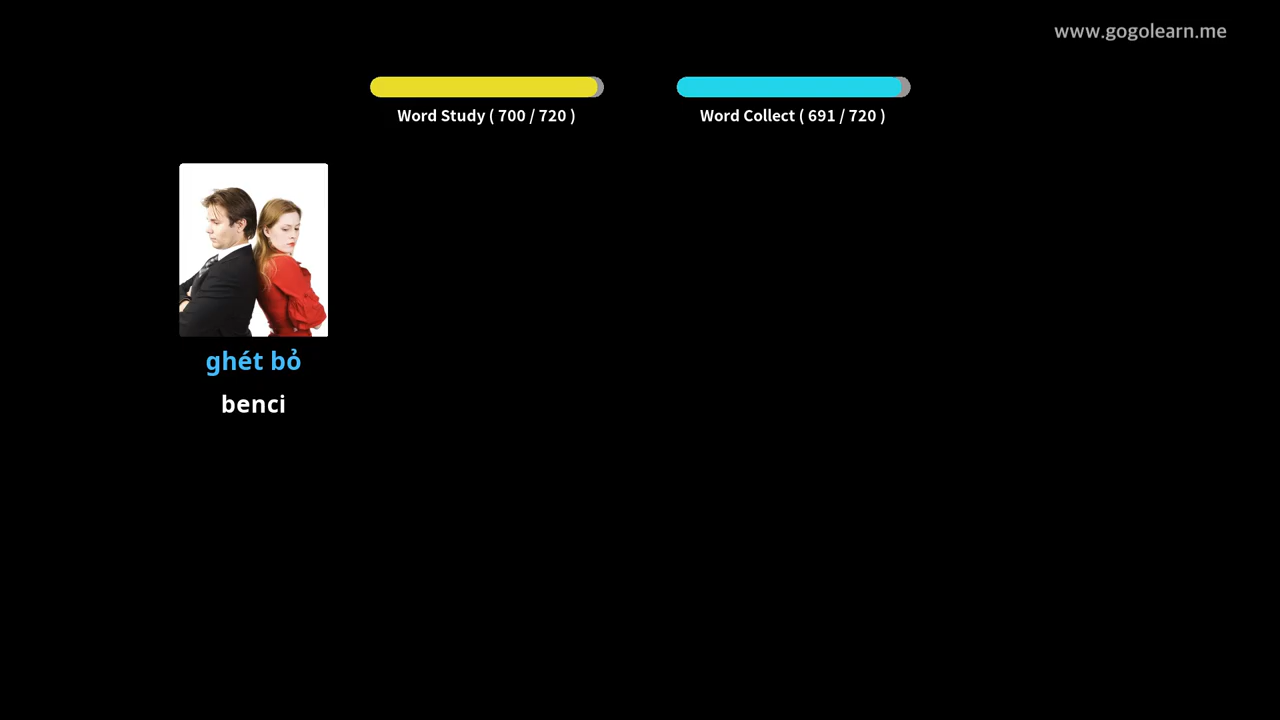 www.gogolearn.me
Word Study ( 700 / 720 )
Word Collect ( 691 / 720 )
ghét bỏ
benci